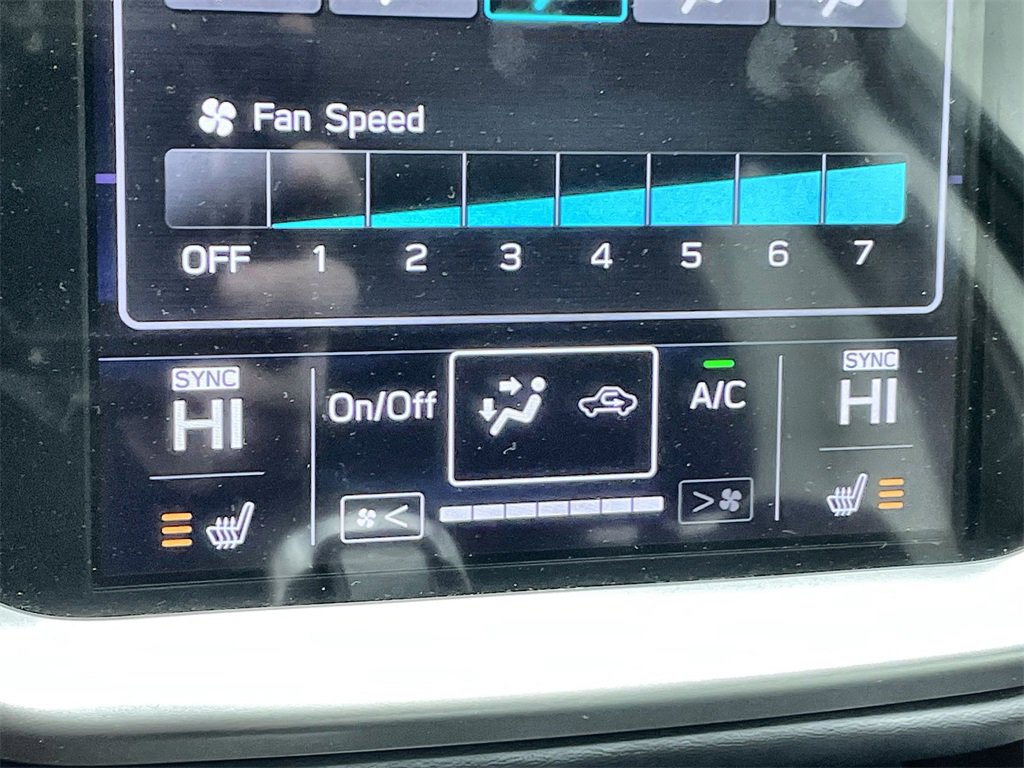 Fan Speed
OFF 1 2 3 4 5 6 7
SYNC
HI
On/Off
A/C
SYNC
HI
<
>